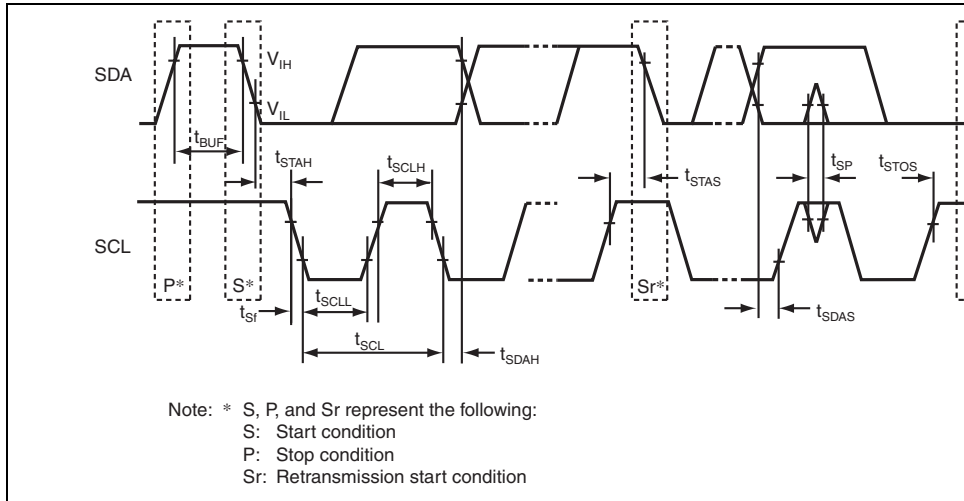 SDA
V_IH
V_IL
t_BUF
t_STAH
t_SCLH
t_STAS
t_SP
t_STOS
SCL
P*
S*
Sr*
t_Sf
t_SCLL
t_SCL
t_SDAH
t_SDAS
Note: * S, P, and Sr represent the following:
S: Start condition
P: Stop condition
Sr: Retransmission start condition